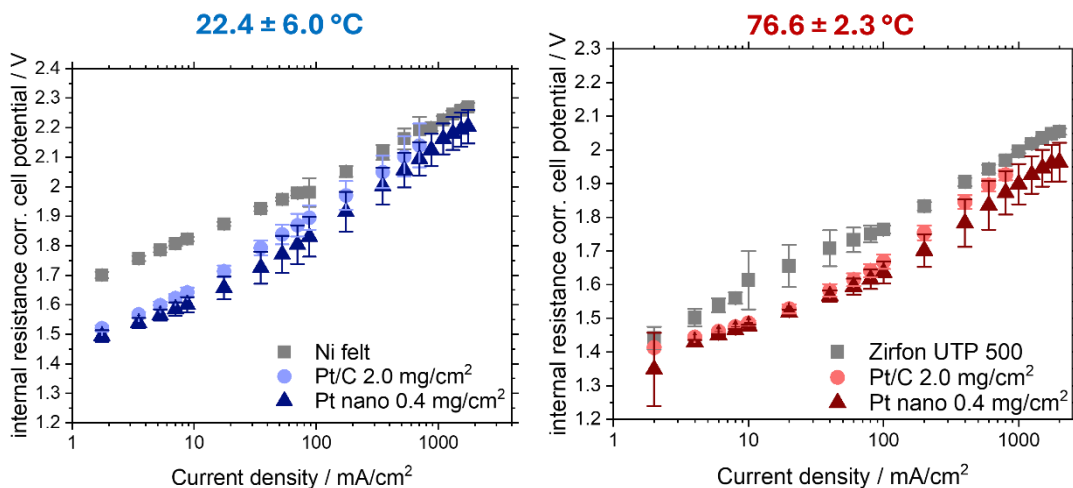 22.4 ± 6.0 °C
internal resistance corr. cell potential / V
2.4
2.3
2.2
2.1
2.0
1.9
1.8
1.7
1.6
1.5
1.4
1.3
1.2
Ni felt
Pt/C 2.0 mg/cm²
Pt nano 0.4 mg/cm²
1
10
100
1000
Current density / mA/cm²
76.6 ± 2.3 °C
internal resistance corr. cell potential / V
2.3
2.2
2.1
2.0
1.9
1.8
1.7
1.6
1.5
1.4
1.3
1.2
Zirfon UTP 500
Pt/C 2.0 mg/cm²
Pt nano 0.4 mg/cm²
1
10
100
1000
Current density / mA/cm²